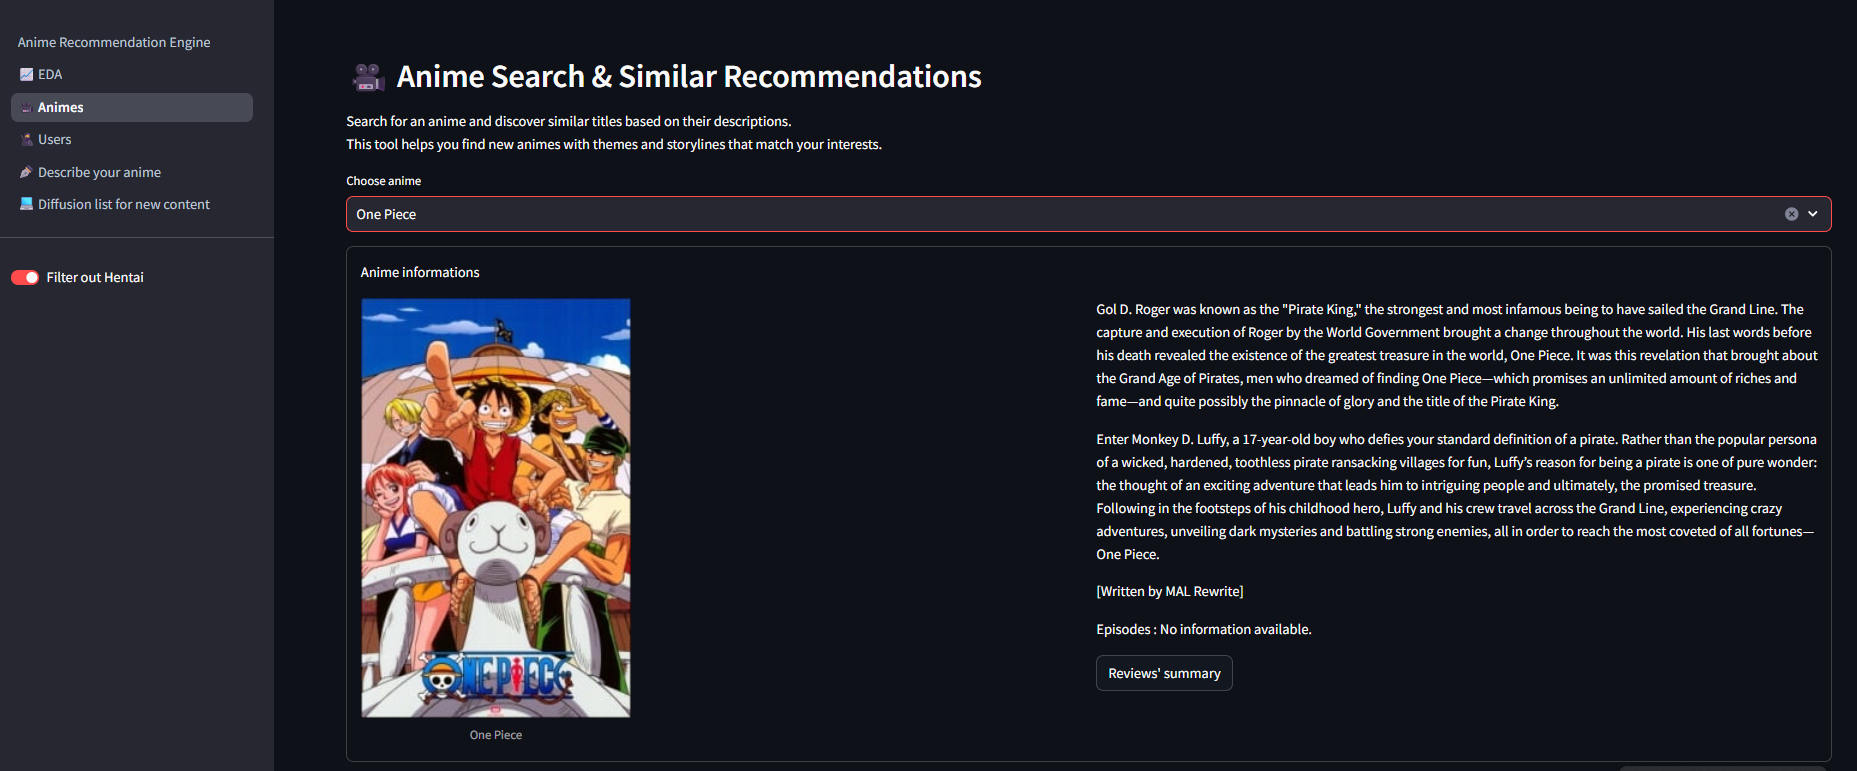 Anime Recommendation Engine
EDA
Animes
Users
Describe your anime
Diffusion list for new content
Filter out Hentai
Anime Search & Similar Recommendations
Search for an anime and discover similar titles based on their descriptions.
This tool helps you find new animes with themes and storylines that match your interests.
Choose anime
One Piece
Anime informations
ONE PIECE
One Piece
Gol D. Roger was known as the "Pirate King," the strongest and most infamous being to have sailed the Grand Line. The
capture and execution of Roger by the World Government brought a change throughout the world. His last words before
his death revealed the existence of the greatest treasure in the world, One Piece. It was this revelation that brought about
the Grand Age of Pirates, men who dreamed of finding One Piece—which promises an unlimited amount of riches and
fame—and quite possibly the pinnacle of glory and the title of the Pirate King.
Enter Monkey D. Luffy, a 17-year-old boy who defies your standard definition of a pirate. Rather than the popular persona
of a wicked, hardened, toothless pirate ransacking villages for fun, Luffy's reason for being a pirate is one of pure wonder:
the thought of an exciting adventure that leads him to intriguing people and ultimately, the promised treasure.
Following in the footsteps of his childhood hero, Luffy and his crew travel across the Grand Line, experiencing crazy
adventures, unveiling dark mysteries and battling strong enemies, all in order to reach the most coveted of all fortunes—
One Piece.
[Written by MAL Rewrite]
Episodes : No information available.
Reviews' summary